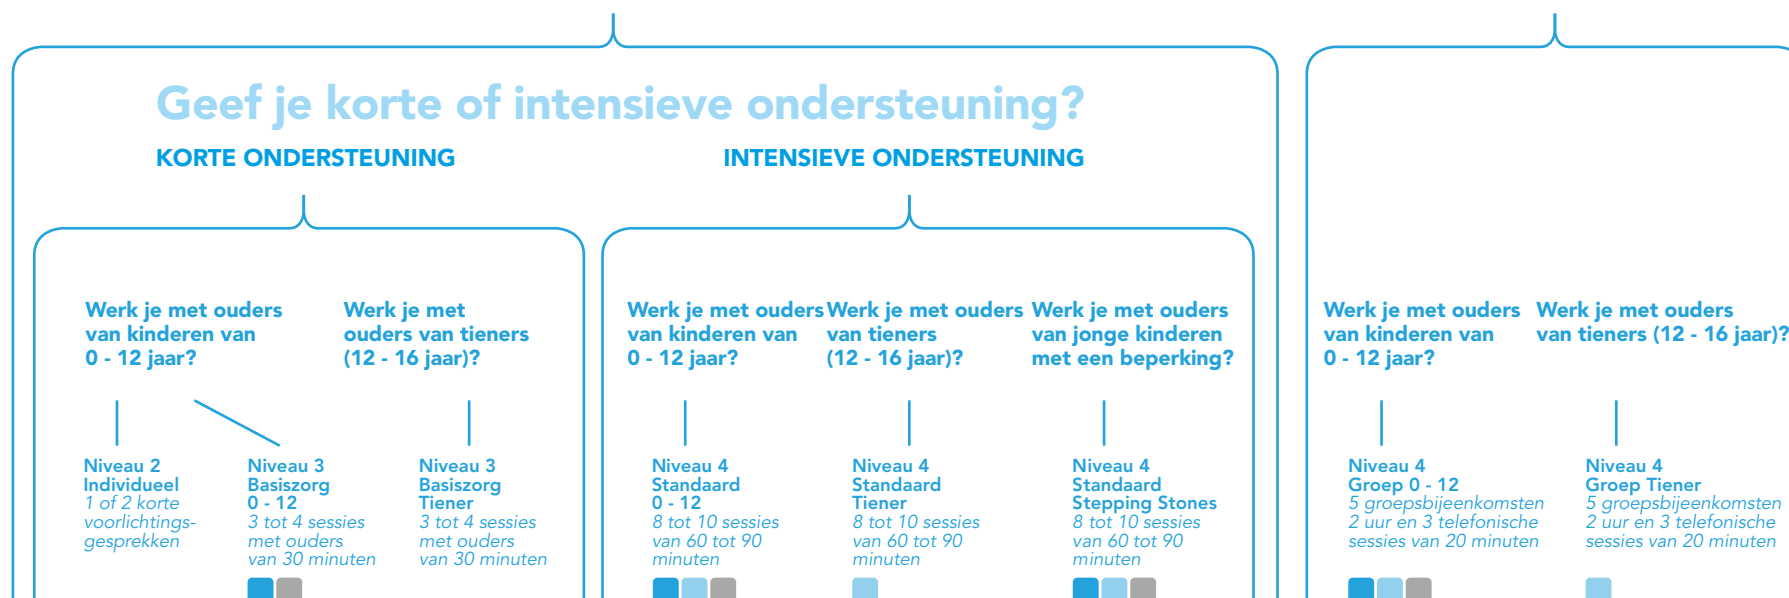 Geef je korte of intensieve ondersteuning?
KORTE ONDERSTEUNING
INTENSIEVE ONDERSTEUNING
Werk je met ouders
van kinderen van
0 - 12 jaar?
Werk je met
ouders van tieners
(12 - 16 jaar)?
Werk je met ouders
van kinderen van
0 - 12 jaar?
Werk je met ouders
van tieners
(12 - 16 jaar)?
Werk je met ouders
van jonge kinderen
met een beperking?
Werk je met ouders
van kinderen van
0 - 12 jaar?
Werk je met ouders
van tieners (12 - 16 jaar)?
Niveau 2
Individueel
1 of 2 korte
voorlichtings-
gesprekken
Niveau 3
Basiszorg
0 - 12
3 tot 4 sessies
met ouders
van 30 minuten
Niveau 3
Basiszorg
Tiener
3 tot 4 sessies
met ouders
van 30 minuten
Niveau 4
Standaard
0 - 12
8 tot 10 sessies
van 60 tot 90
minuten
Niveau 4
Standaard
Tiener
8 tot 10 sessies
van 60 tot 90
minuten
Niveau 4
Standaard
Stepping Stones
8 tot 10 sessies
van 60 tot 90
minuten
Niveau 4
Groep 0 - 12
5 groepsbijeenkomsten
2 uur en 3 telefonische
sessies van 20 minuten
Niveau 4
Groep Tiener
5 groepsbijeenkomsten
2 uur en 3 telefonische
sessies van 20 minuten